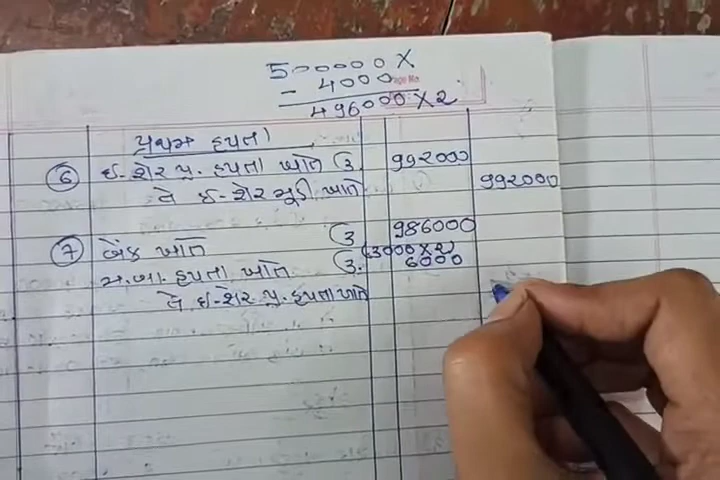 500000 X
- 4000
496000 X 2
પ્રથમ હપતા
(6) ઈ-શેર પ્ર. હપતા ખાતે ઉ. 992000
તે ઈ-શેર મૂડી ખાતે 992000
(7) બેંક ખાતે ઉ 986000
(3000 X 2)
મ.બા. હપતા ખાતે ઉ. 6000
તે ઈ-શેર પ્ર. હપતા ખાતે